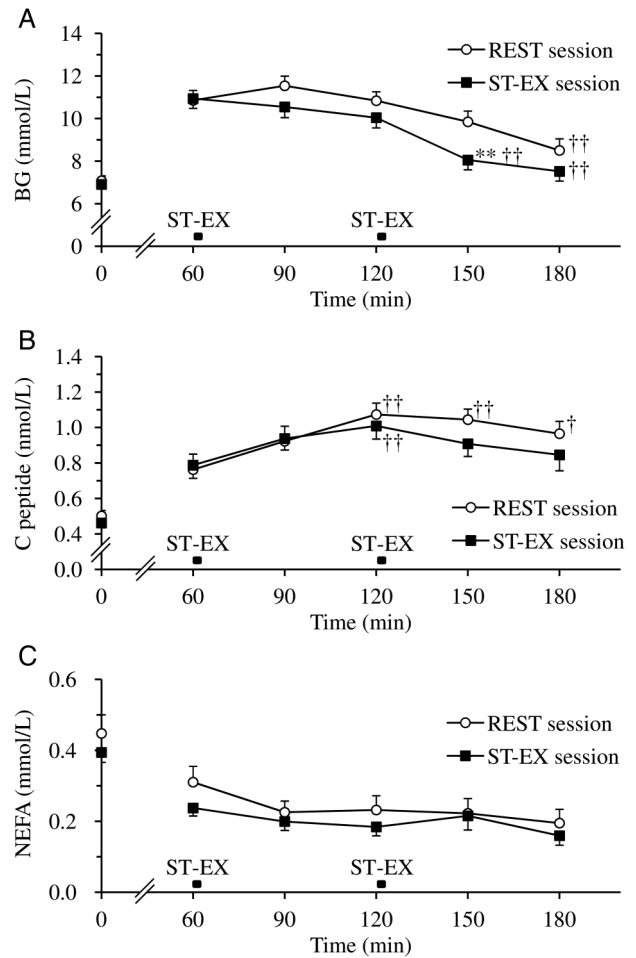 A
BG (mmol/L)
14
12
10
8
6
0
REST session
ST-EX session
** ††
††
††
ST-EX ST-EX
0 60 90 120 150 180
Time (min)
B
C peptide (nmol/L)
1.4
1.2
1.0
0.8
0.6
0.4
0.0
††
††
†
††
REST session
ST-EX session
ST-EX ST-EX
0 60 90 120 150 180
Time (min)
C
NEFA (mmol/L)
0.6
0.4
0.2
0.0
REST session
ST-EX session
ST-EX ST-EX
0 60 90 120 150 180
Time (min)